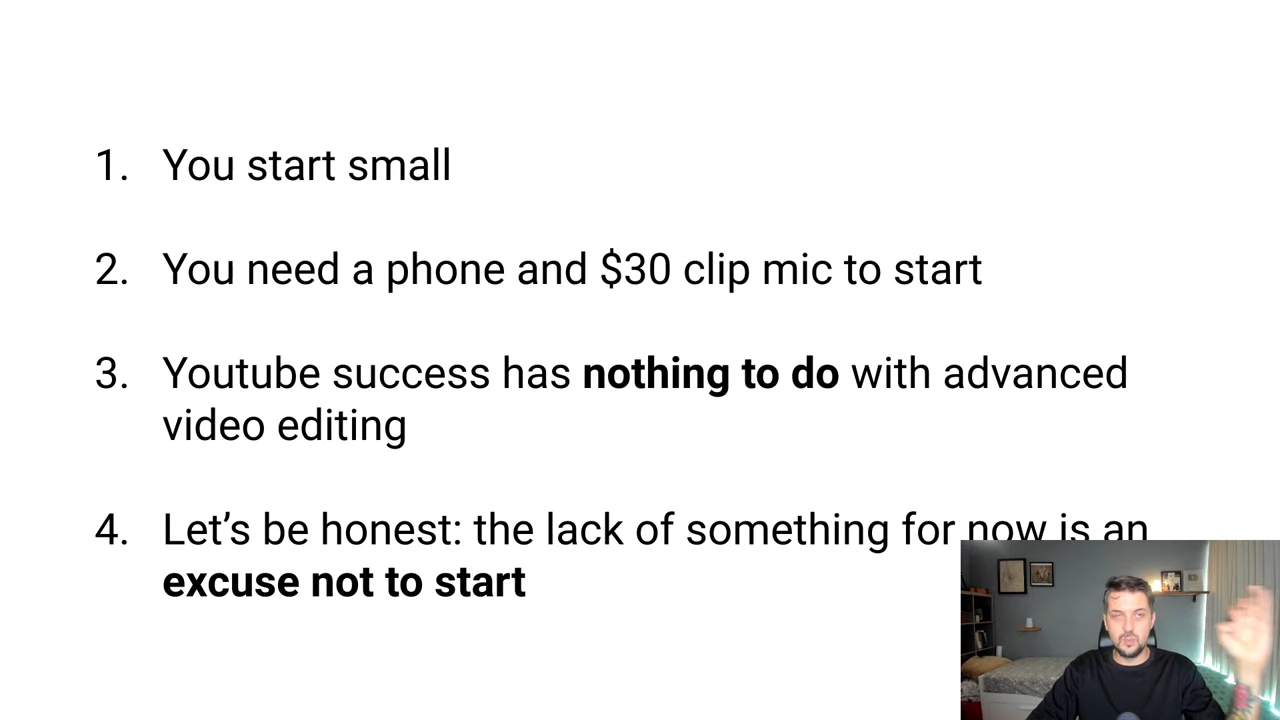 1. You start small
2. You need a phone and $30 clip mic to start
3. Youtube success has nothing to do with advanced
video editing
4. Let’s be honest: the lack of something for now is an
excuse not to start